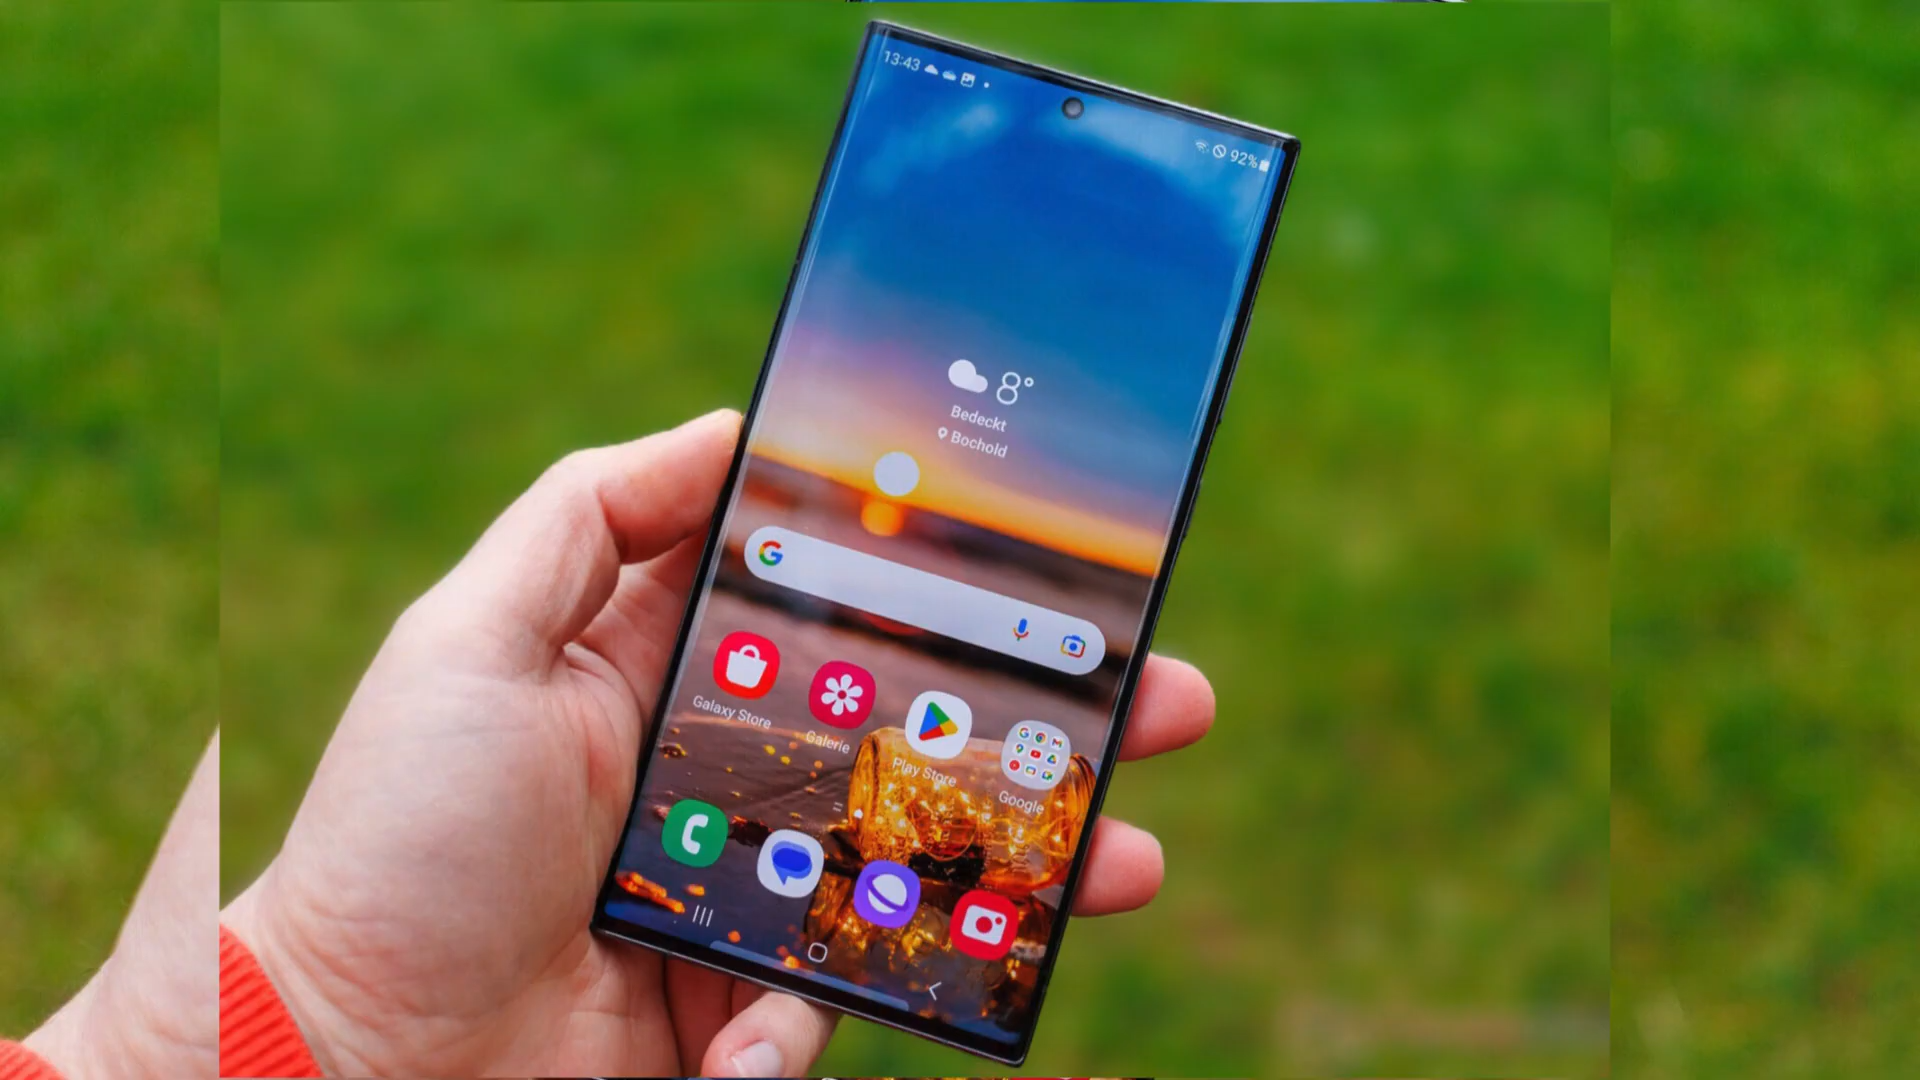 13:43
92%
8°
Bedeckt
Bochold
Galaxy Store
Galerie
Play Store
Google